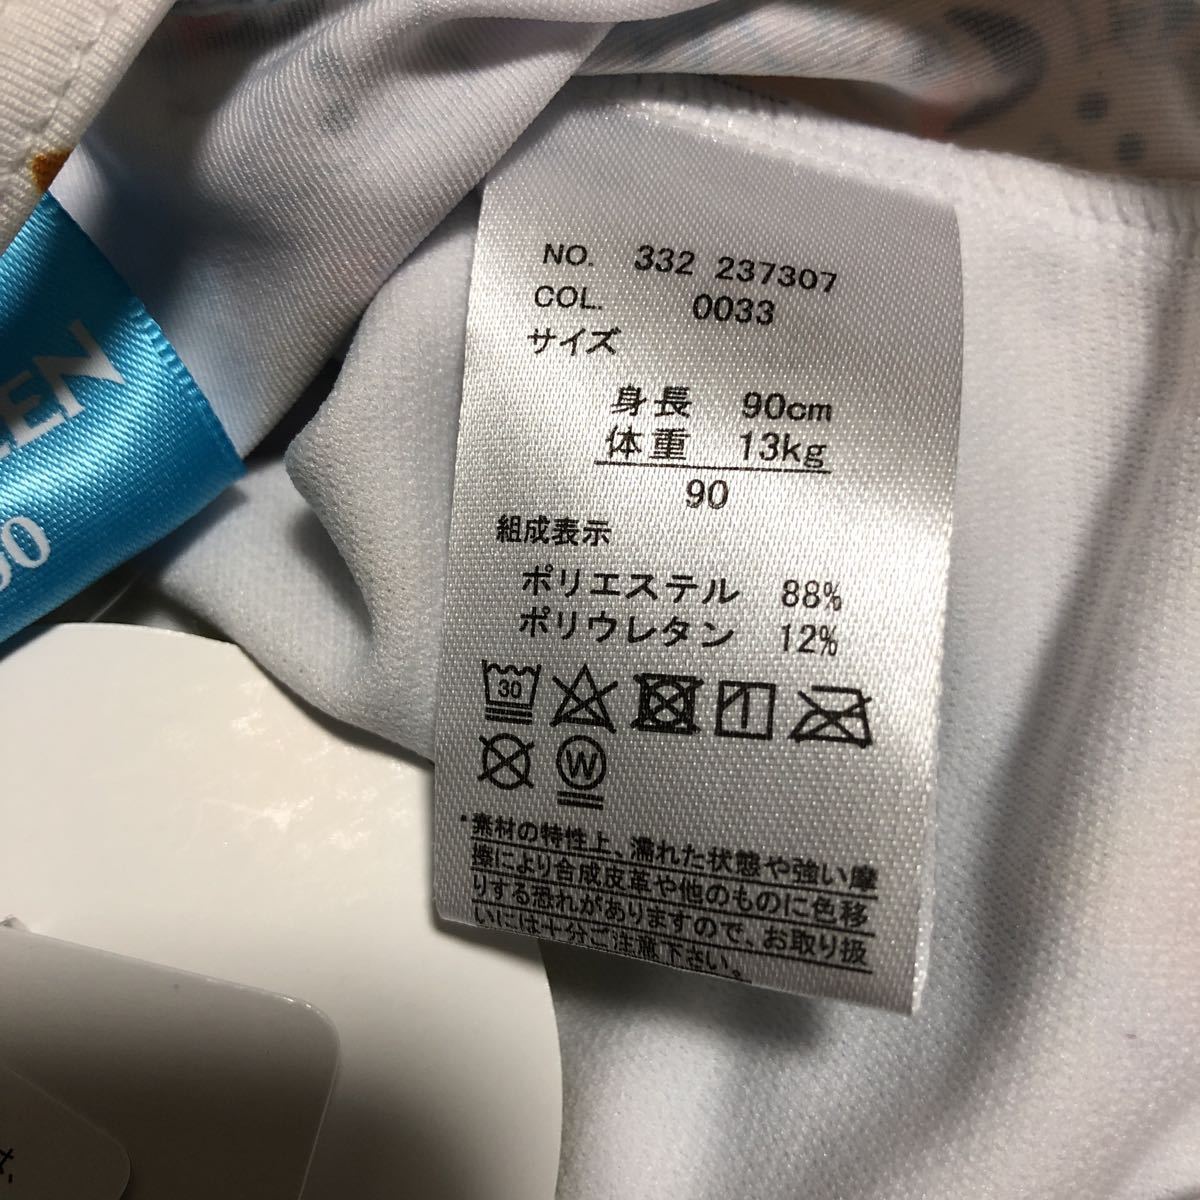 NO. 332 237307
COL. 0033
サイズ
身長 90cm
体重 13kg
90
組成表示
ポリエステル 88%
ポリウレタン 12%
30
W
・素材の特性上、濡れた状態や強い摩
擦により合成皮革や他のものに色移
りする恐れがありますので、お取り扱
いには十分ご注意下さい。
EEN
90